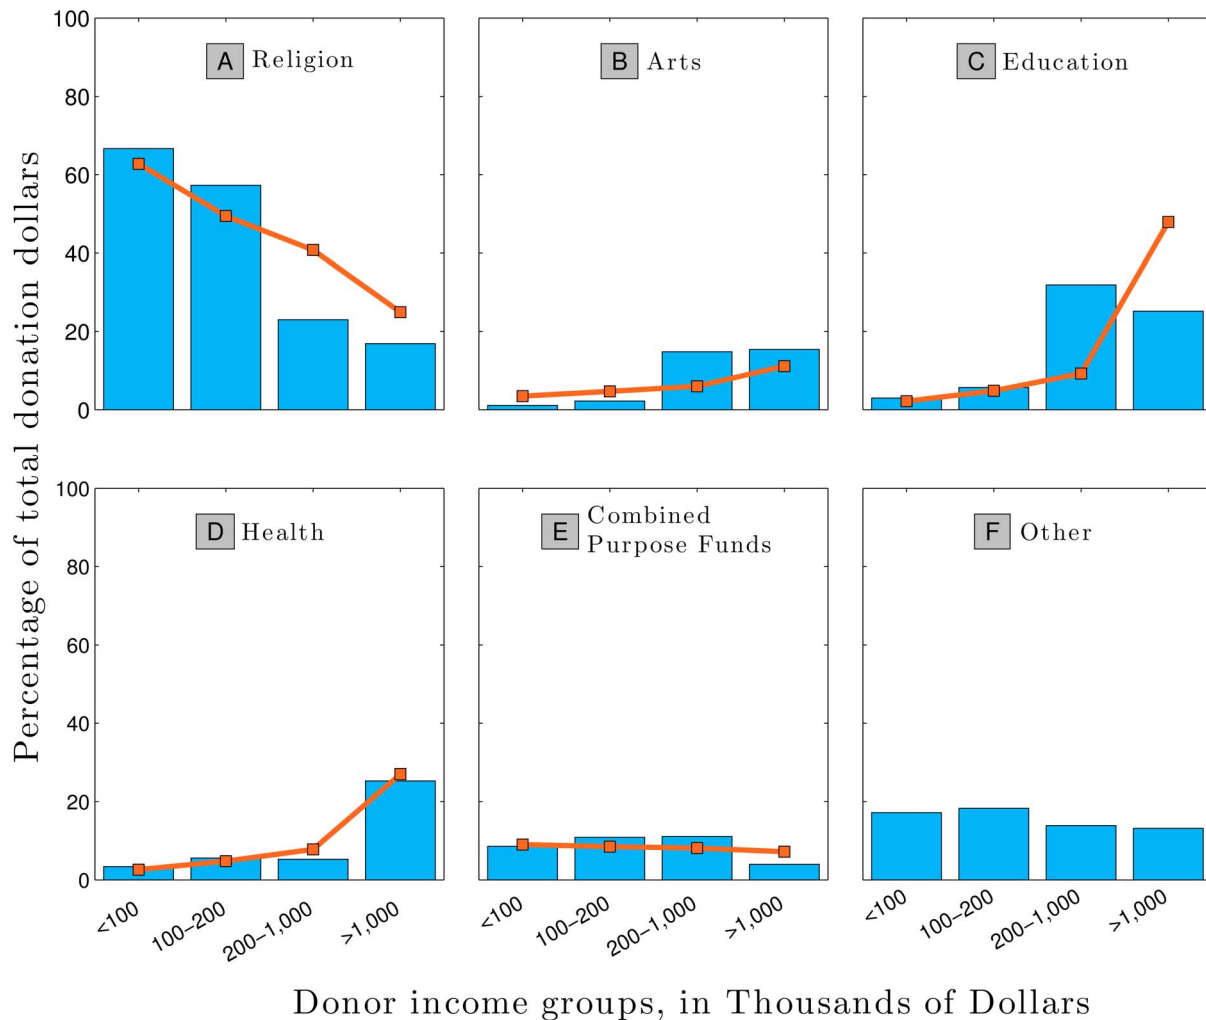 Percentage of total donation dollars
A Religion
B Arts
C Education
100
80
60
40
20
0
D Health
E Combined
Purpose Funds
F Other
100
80
60
40
20
0
<100
100–200
200–1,000
>1,000
<100
100–200
200–1,000
>1,000
<100
100–200
200–1,000
>1,000
Donor income groups, in Thousands of Dollars